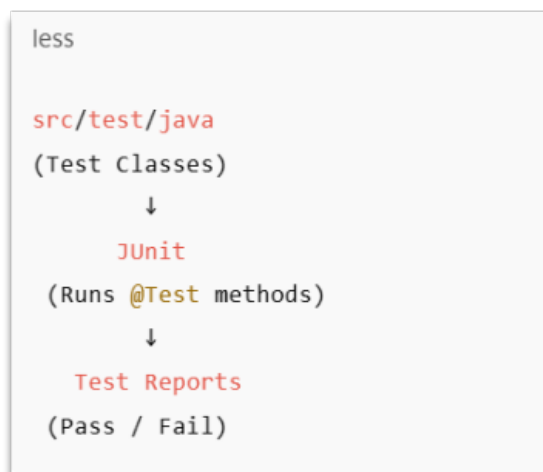 less
src/test/java
(Test Classes)
↓
JUnit
(Runs @Test methods)
↓
Test Reports
(Pass / Fail)